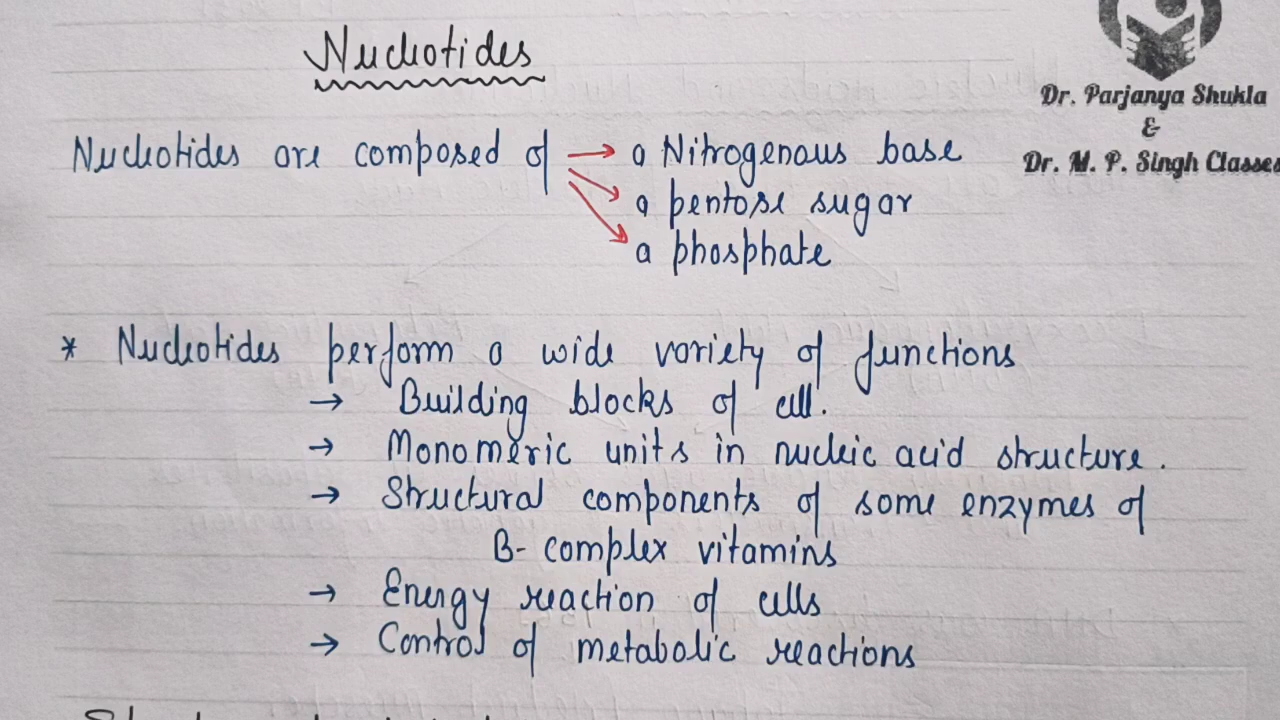 Nucleotides
Dr. Parjanya Shukla
&
Dr. M. P. Singh Classes
Nucleotides are composed of → a Nitrogenous base
a pentose sugar
a phosphate
* Nucleotides perform a wide variety of functions
→ Building blocks of cell.
→ Monomeric units in nucleic acid structure.
→ Structural components of some enzymes of
B-complex vitamins
→ Energy reaction of cells
→ Control of metabolic reactions